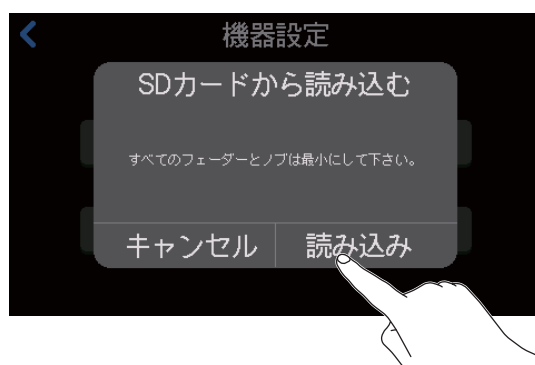 機器設定
SDカードから読み込む
すべてのフェーダーとノブは最小にして下さい。
キャンセル
読み込み